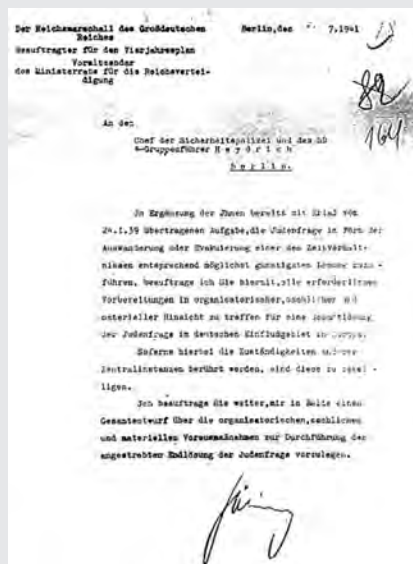 Der Reichsmarschall des Großdeutschen
Reiches
Beauftragter für den Vierjahresplan
Vorsitzender
des Ministerrats für die Reichsvertei-
digung
Berlin,den 7.1941
18
88
164
An den
Chef der Sicherheitspolizei und des SD
Gruppenführer H e y d r i c h
B e r l i n.
In Ergänzung der Ihnen bereits mit Erlaß vom
24.1.39 übertragenen Aufgabe,die Judenfrage in Form der
Auswanderung oder Evakuierung einer den Zeitverhält-
nissen entsprechend möglichst günstigsten Lösung zuzu-
führen, beauftrage ich Sie hiermit,alle erforderlichen
Vorbereitungen in organisatorischer,sachlicher und
materieller Hinsicht zu treffen für eine Gesamtlösung
der Judenfrage im deutschen Einflußgebiet in Europa.
Soferne hierbei die Zuständigkeiten anderer
Zentralinstanzen berührt werden, sind diese zu betei-
ligen.
Ich beauftrage Sie weiter,mir in Bälde einen
Gesamtentwurf über die organisatorischen,sachlichen
und materiellen Vorausmaßnahmen zur Durchführung der
angestrebten Endlösung der Judenfrage vorzulegen.